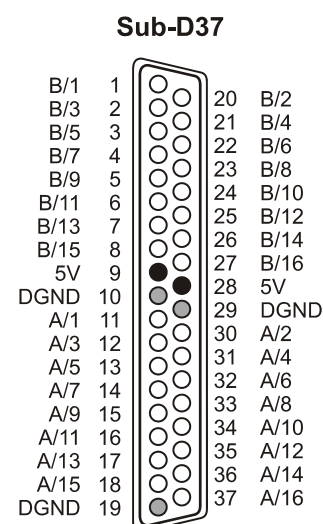 Sub-D37
B/1 1
20 B/2
B/3 2
21 B/4
B/5 3
22 B/6
B/7 4
23 B/8
B/9 5
24 B/10
B/11 6
25 B/12
B/13 7
26 B/14
B/15 8
27 B/16
5V 9
28 5V
DGND 10
29 DGND
A/1 11
30 A/2
A/3 12
31 A/4
A/5 13
32 A/6
A/7 14
33 A/8
A/9 15
34 A/10
A/11 16
35 A/12
A/13 17
36 A/14
A/15 18
37 A/16
DGND 19